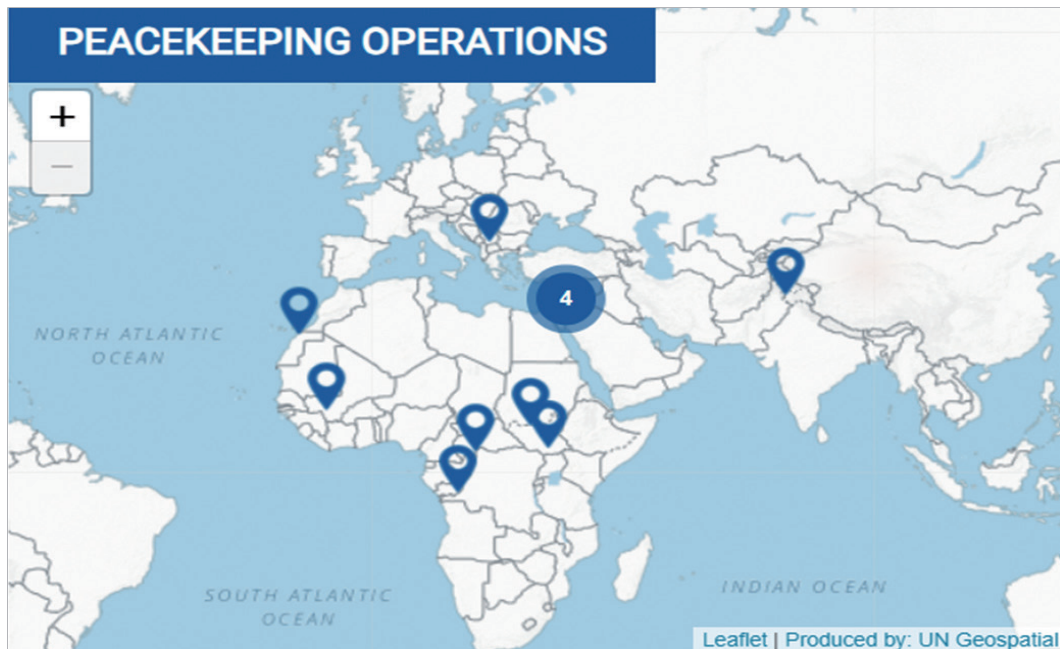 PEACEKEEPING OPERATIONS
+
−
4
NORTH ATLANTIC
OCEAN
SOUTH ATLANTIC
OCEAN
INDIAN OCEAN
Leaflet | Produced by: UN Geospatial